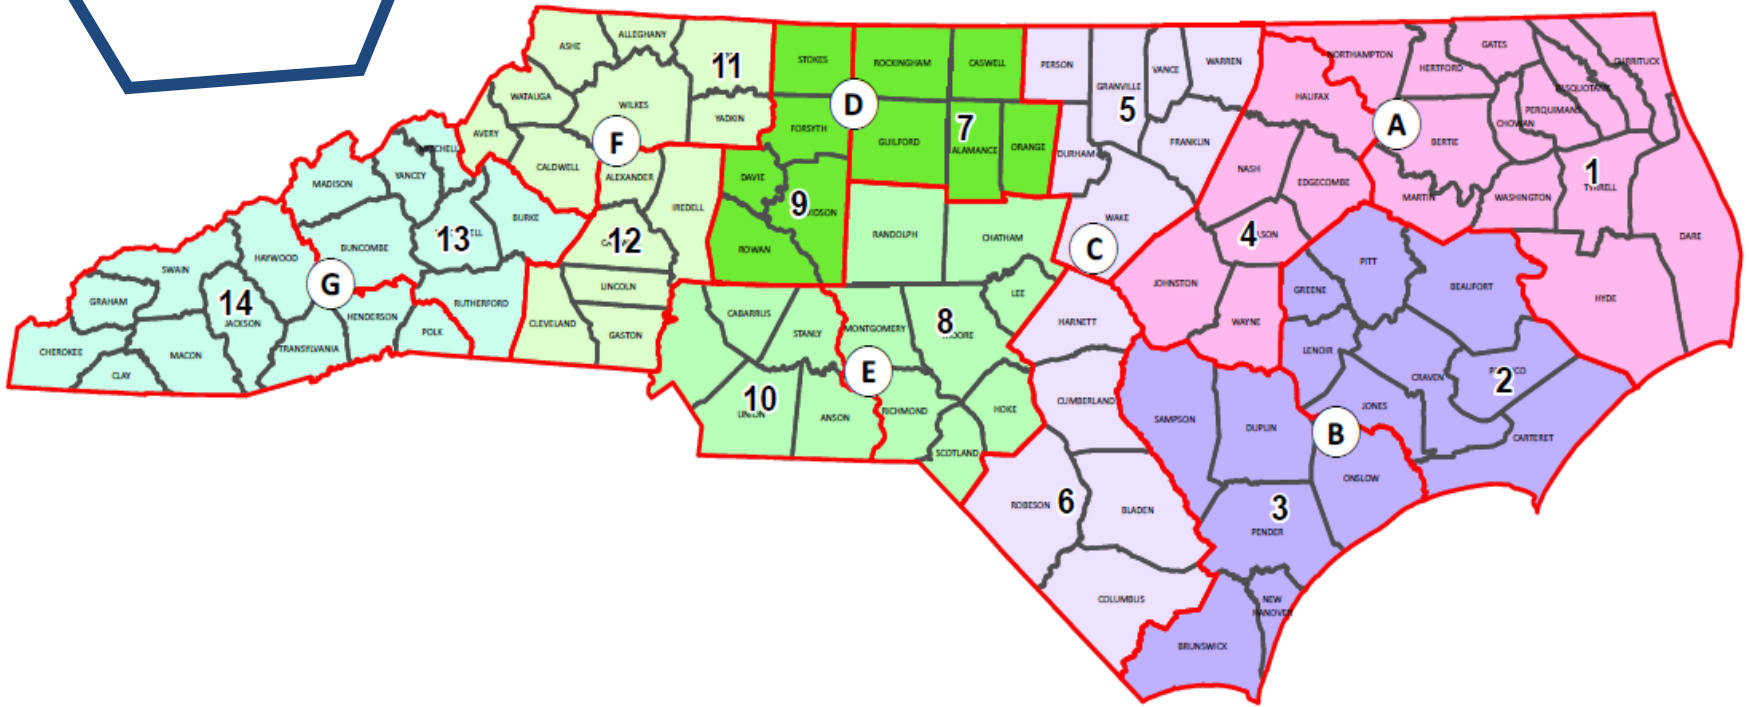 ASHE
ALLEGHANY
11
STOKES
ROCKINGHAM
CASWELL
PERSON
GRANVILLE
VANCE
WARREN
NORTHAMPTON
GATES
HERTFORD
CURRITUCK
PASQUOTANK
PERQUIMANS
CHOWAN
WATAUGA
WILKES
YADKIN
D
FORSYTH
GUILFORD
7
ALAMANCE
ORANGE
5
DURHAM
FRANKLIN
HALIFAX
A
BERTIE
1
AVERY
F
CALDWELL
ALEXANDER
IREDELL
DAVIE
9
ROWAN
RANDOLPH
CHATHAM
WAKE
C
NASH
EDGECOMBE
4
MARTIN
WASHINGTON
DARE
HYDE
MITCHELL
YANCEY
MADISON
BURKE
13
12
BUNCOMBE
HAYWOOD
SWAIN
GRAHAM
G
14
JACKSON
HENDERSON
RUTHERFORD
POLK
TRANSYLVANIA
CHEROKEE
MACON
CLAY
LINCOLN
CLEVELAND
GASTON
CABARRUS
STANLY
MONTGOMERY
8
LEE
HARNETT
JOHNSTON
WAYNE
GREENE
PITT
BEAUFORT
LENOIR
CRAVEN
2
JONES
CARTERET
E
10
UNION
ANSON
RICHMOND
HOKE
SCOTLAND
CUMBERLAND
SAMPSON
DUPLIN
B
ONSLOW
ROBESON
6
BLADEN
3
PENDER
COLUMBUS
NEW
HANOVER
BRUNSWICK